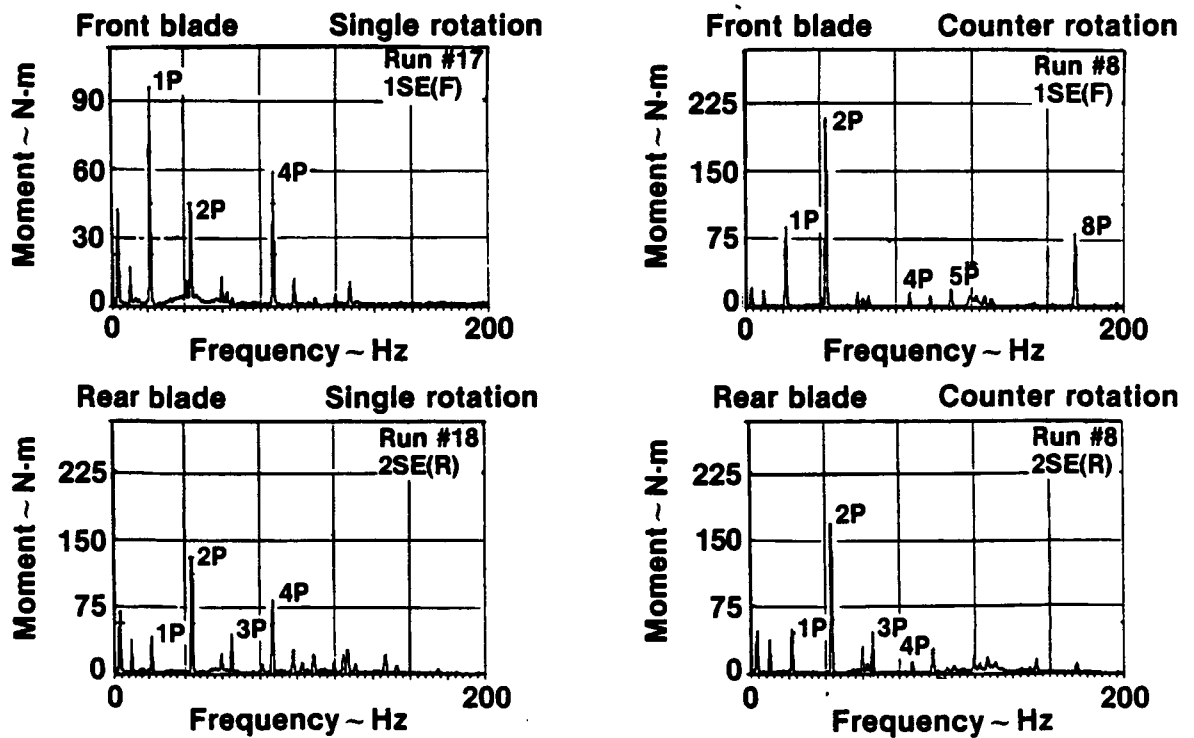 Front blade Single rotation
Run #17
1SE(F)
Moment ~ N·m
90
60
30
0
1P
2P
4P
0
200
Frequency ~ Hz
Front blade Counter rotation
Run #8
1SE(F)
Moment ~ N·m
225
150
75
0
1P
2P
4P
5P
8P
0
200
Frequency ~ Hz
Rear blade Single rotation
Run #18
2SE(R)
Moment ~ N·m
225
150
75
0
1P
2P
3P
4P
0
200
Frequency ~ Hz
Rear blade Counter rotation
Run #8
2SE(R)
Moment ~ N·m
225
150
75
0
1P
2P
3P
4P
0
200
Frequency ~ Hz